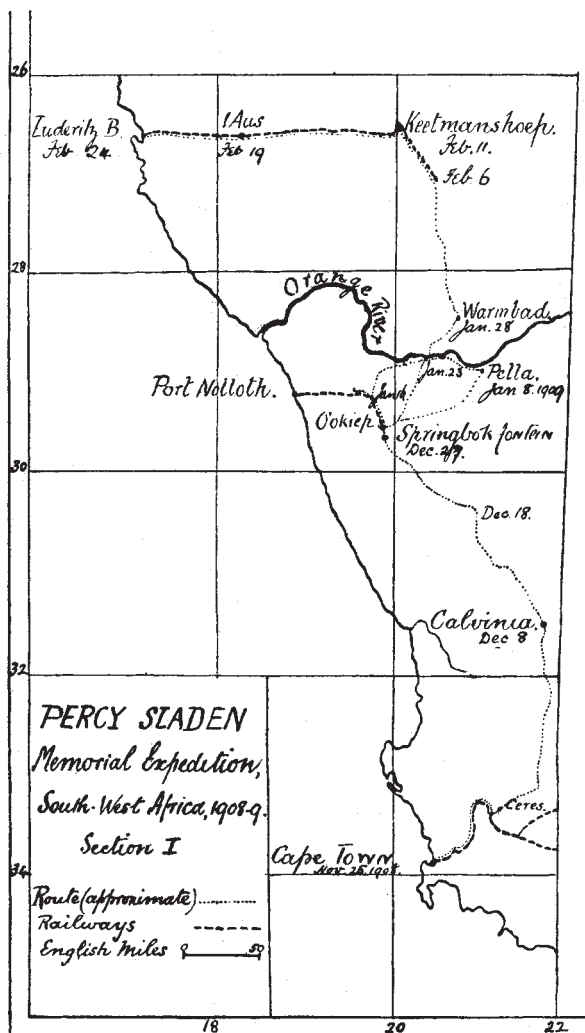 26
Luderitz B.
Feb 24
1 Aus
Feb 19
Keetmanshoep.
Feb. 11.
Feb 6
28
Orange River
Warmbad.
Jan. 28
Port Nolloth.
Jan. 23
Pella.
Jan 8. 1909
O'okiep
Springbok fontein
30
Dec. 18.
Calvinia.
Dec 8
32
PERCY SLADEN
Memorial Expedition,
South-West Africa, 1908-9.
Section I
Ceres.
Cape Town
Nov. 25. 1908.
34
Route (approximate)
Railways
English Miles 0 50
18 20 22